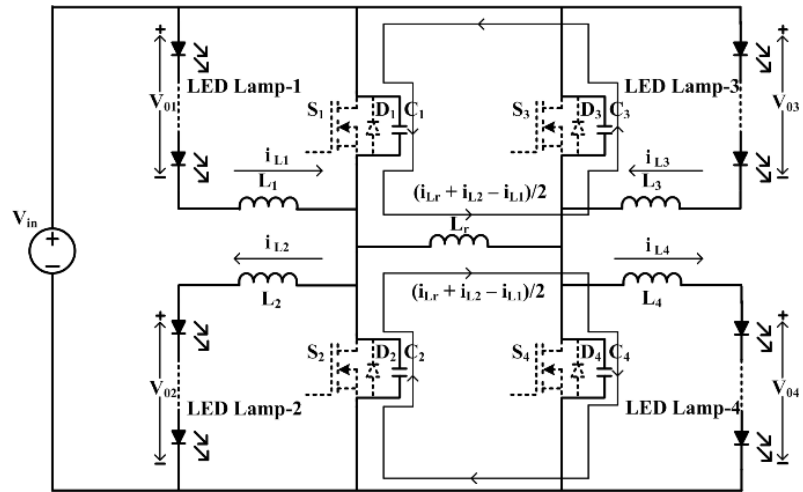 +
V01
−
LED Lamp-1
S1
D1
C1
S3
D3
C3
LED Lamp-3
+
V03
−
iL1
L1
(iLr + iL2 − iL1)/2
iL3
L3
Vin
+
−
Lr
iL2
L2
(iLr + iL2 − iL1)/2
iL4
L4
+
V02
−
S2
D2
C2
LED Lamp-2
S4
D4
C4
LED Lamp-4
+
V04
−